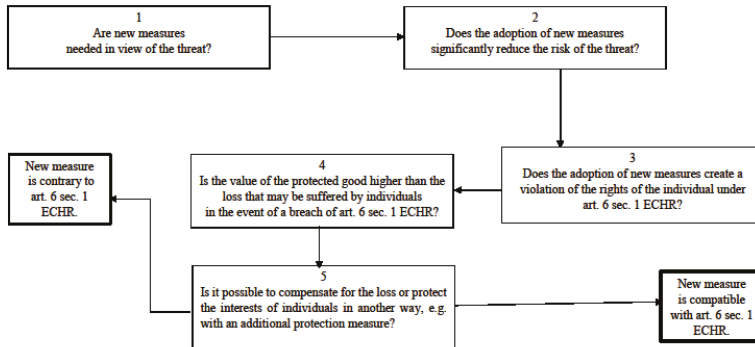 1
Are new measures
needed in view of the threat?
2
Does the adoption of new measures
significantly reduce the risk of the threat?
3
Does the adoption of new measures create a
violation of the rights of the individual under
art. 6 sec. 1 ECHR?
4
Is the value of the protected good higher than the
loss that may be suffered by individuals
in the event of a breach of art. 6 sec. 1 ECHR?
New measure
is contrary to
art. 6 sec. 1
ECHR.
5
Is it possible to compensate for the loss or protect
the interests of individuals in another way, e.g.
with an additional protection measure?
New measure
is compatible
with art. 6 sec. 1
ECHR.